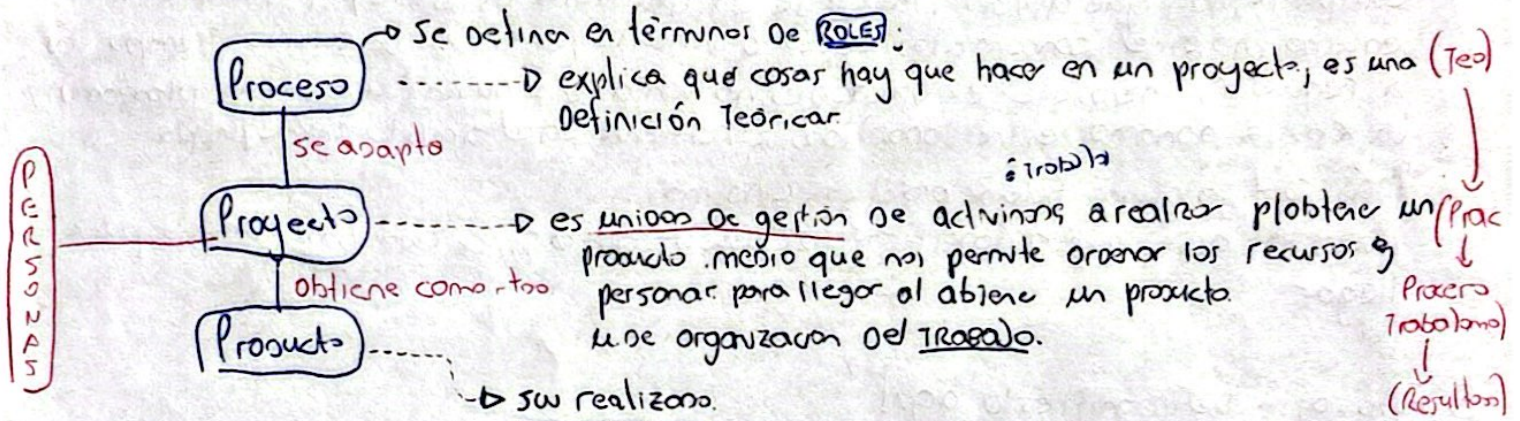 se define en términos de ROLES:
Proceso
explica qué cosas hay que hacer en un proyecto, es una (Teo)
Definición Teórica
se adapta
PERSONAS
Proyecto
es unidad de gestión de actividades a realizar p/obtener un (Prac
producto. medio que nos permite ordenar los recursos y
obtiene como
personas para llegar al un producto.
Proceso
u. de organización del TRABAJO.
Producto
sw realizado.
(Resultado)